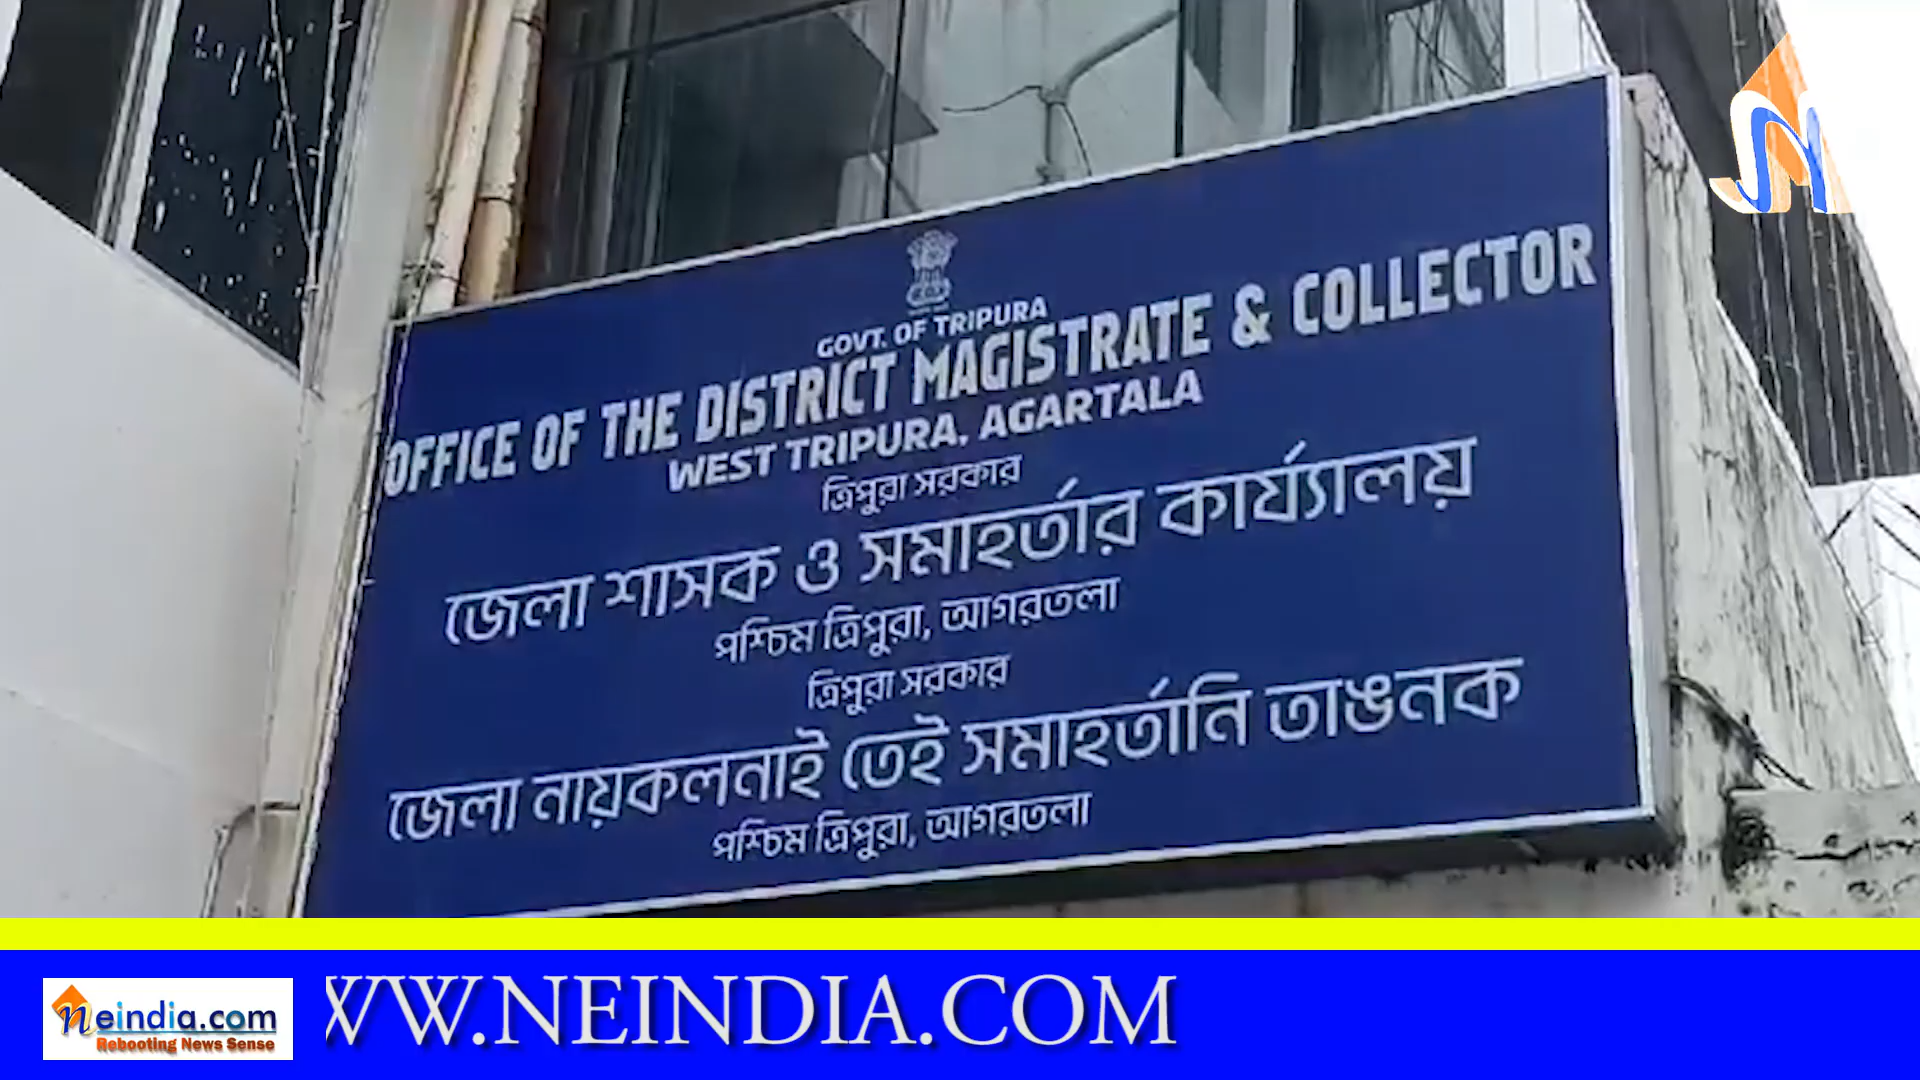 GOVT. OF TRIPURA
OFFICE OF THE DISTRICT MAGISTRATE & COLLECTOR
WEST TRIPURA, AGARTALA
ত্রিপুরা সরকার
জেলা শাসক ও সমাহর্তার কার্য্যালয়
পশ্চিম ত্রিপুরা, আগরতলা
ত্রিপুরা সরকার
জেলা নায়কলনাই তেই সমাহর্তানি তাঙনক
পশ্চিম ত্রিপুরা, আগরতলা
neindia.com
Rebooting News Sense
WW.NEINDIA.COM